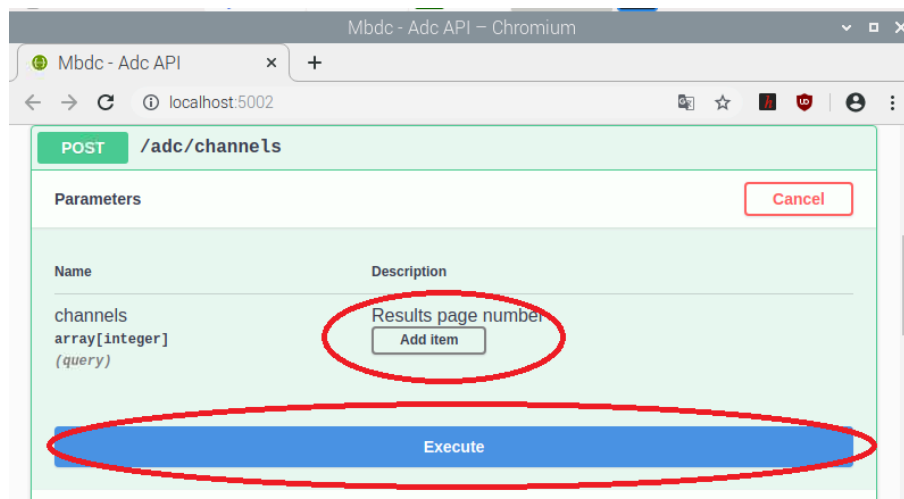 Mbdc - Adc API – Chromium
Mbdc - Adc API
localhost:5002
POST /adc/channels
Parameters
Cancel
Name Description
channels Results page number
array[integer] Add item
(query)
Execute